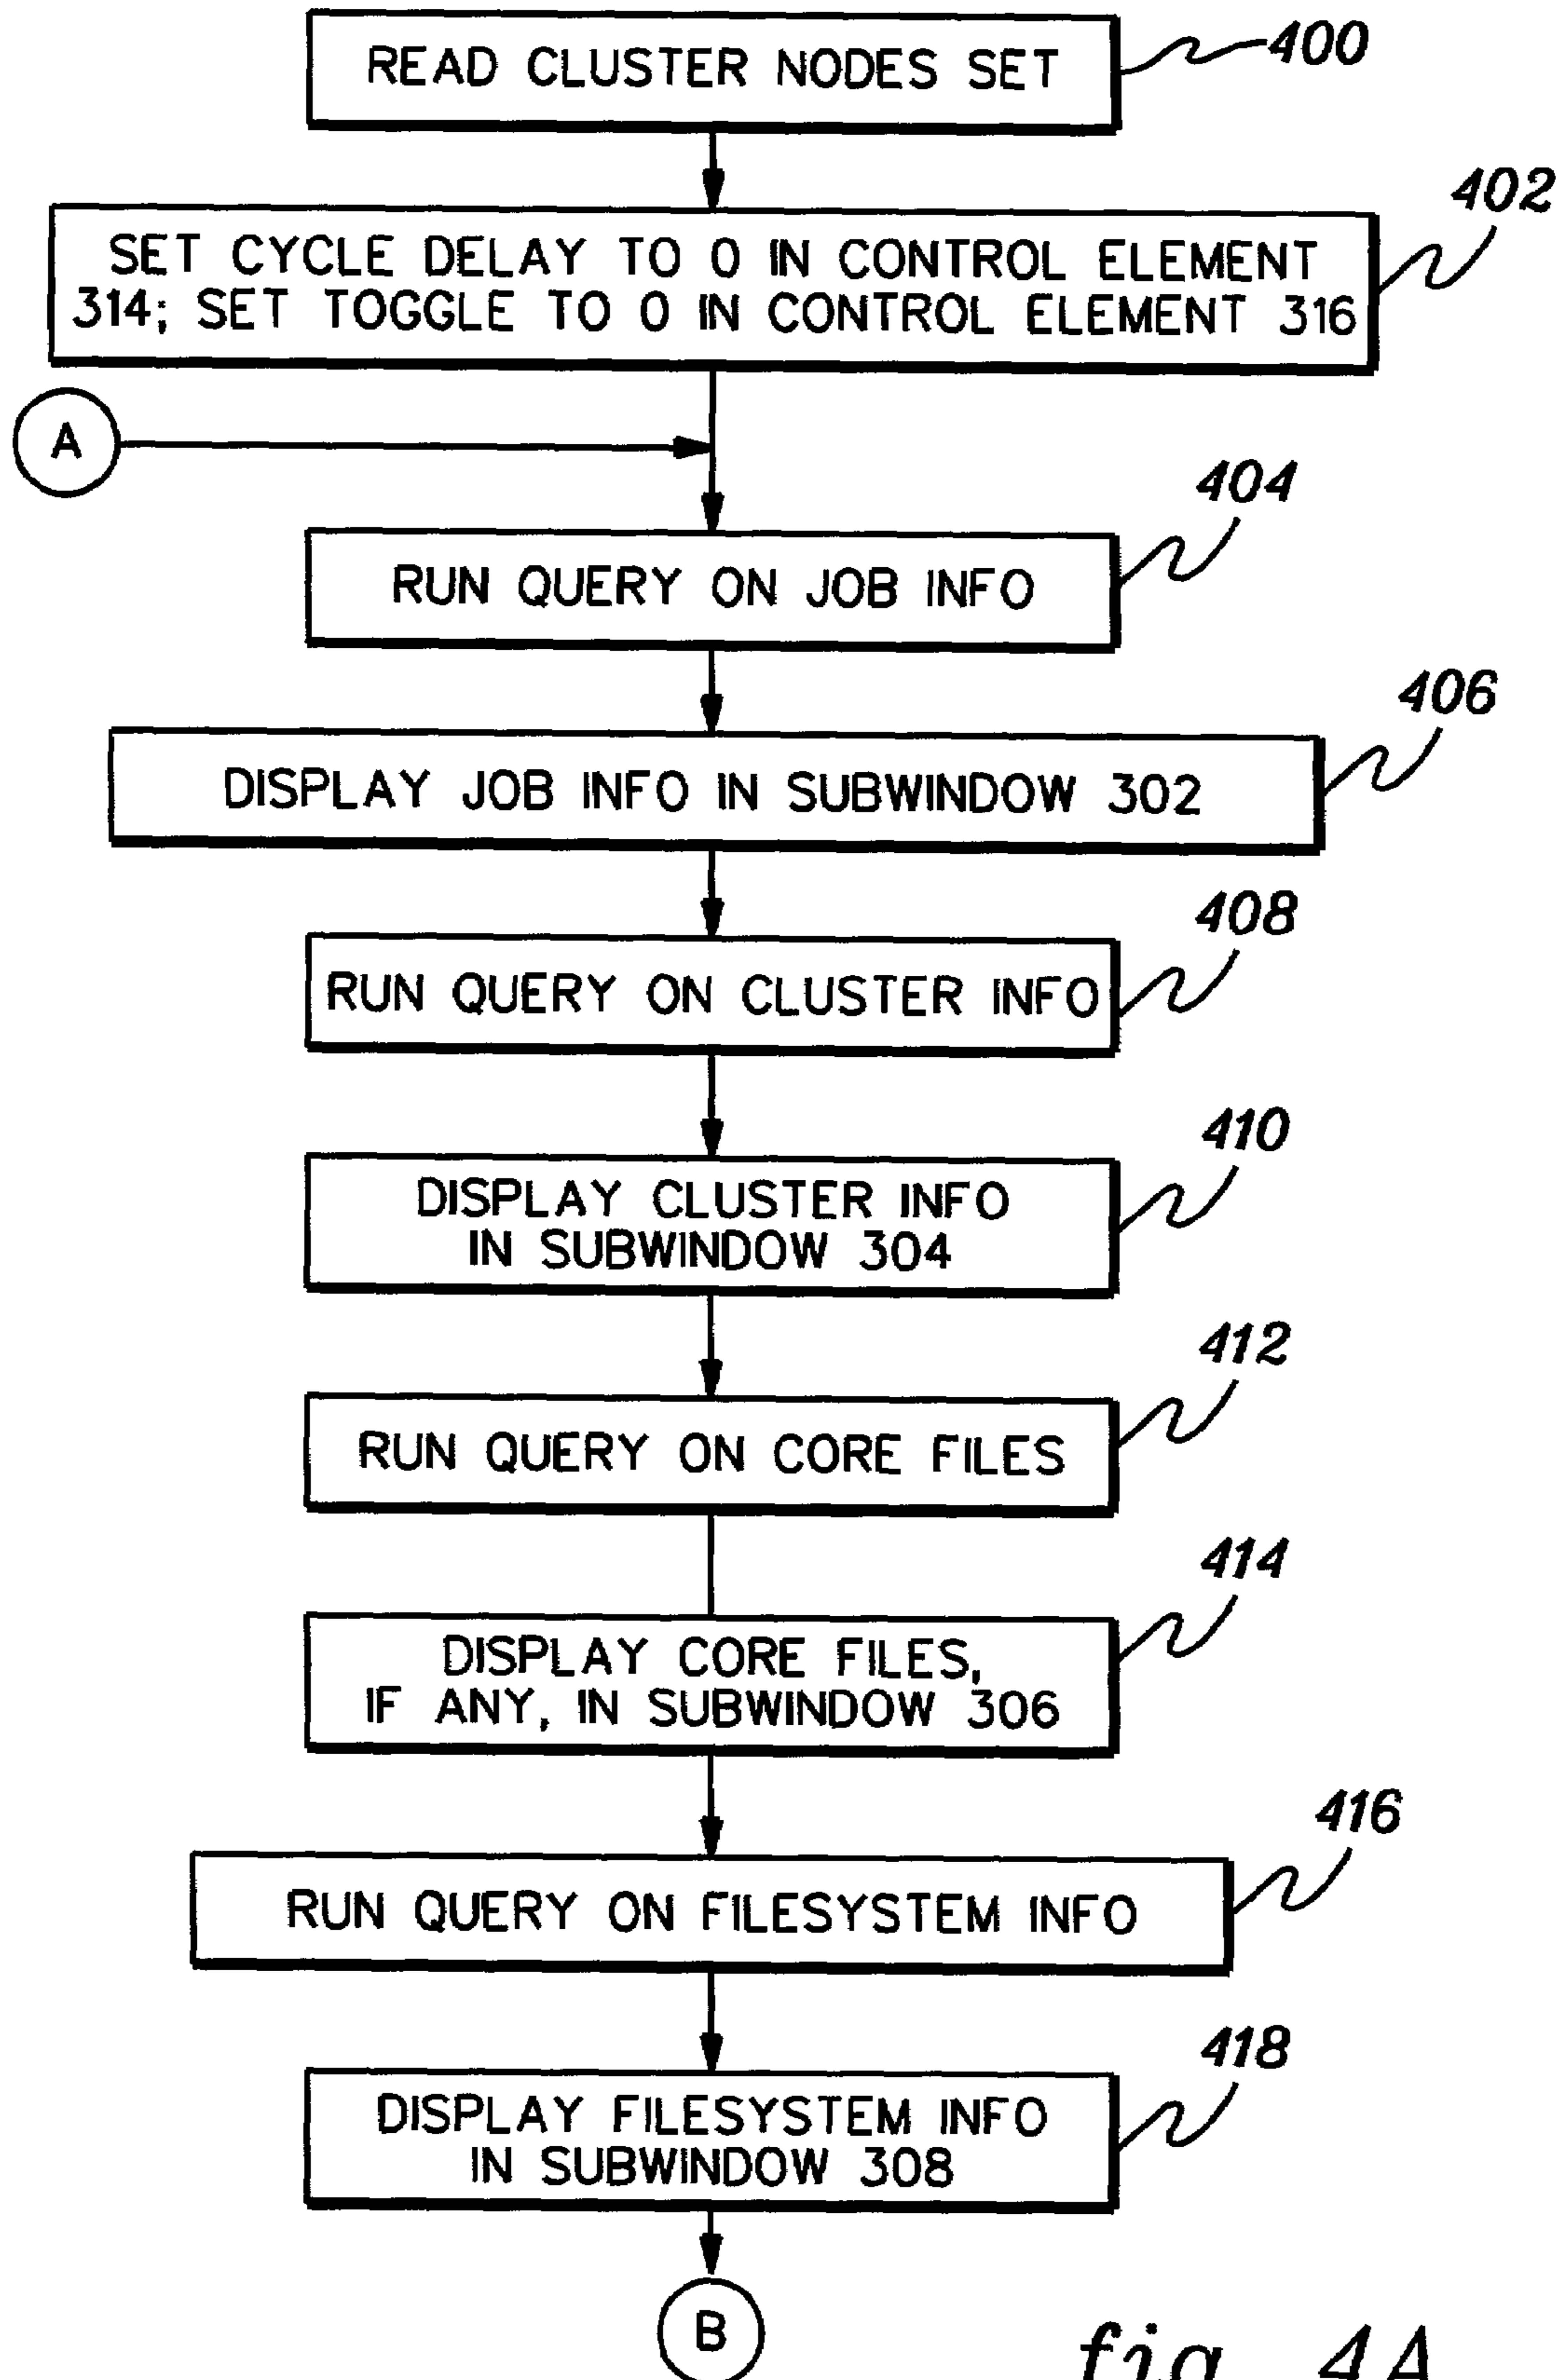 READ CLUSTER NODES SET
400
402
SET CYCLE DELAY TO 0 IN CONTROL ELEMENT
314; SET TOGGLE TO 0 IN CONTROL ELEMENT 316
A
404
RUN QUERY ON JOB INFO
406
DISPLAY JOB INFO IN SUBWINDOW 302
408
RUN QUERY ON CLUSTER INFO
410
DISPLAY CLUSTER INFO
IN SUBWINDOW 304
412
RUN QUERY ON CORE FILES
414
DISPLAY CORE FILES,
IF ANY, IN SUBWINDOW 306
416
RUN QUERY ON FILESYSTEM INFO
418
DISPLAY FILESYSTEM INFO
IN SUBWINDOW 308
B
fig. 4A